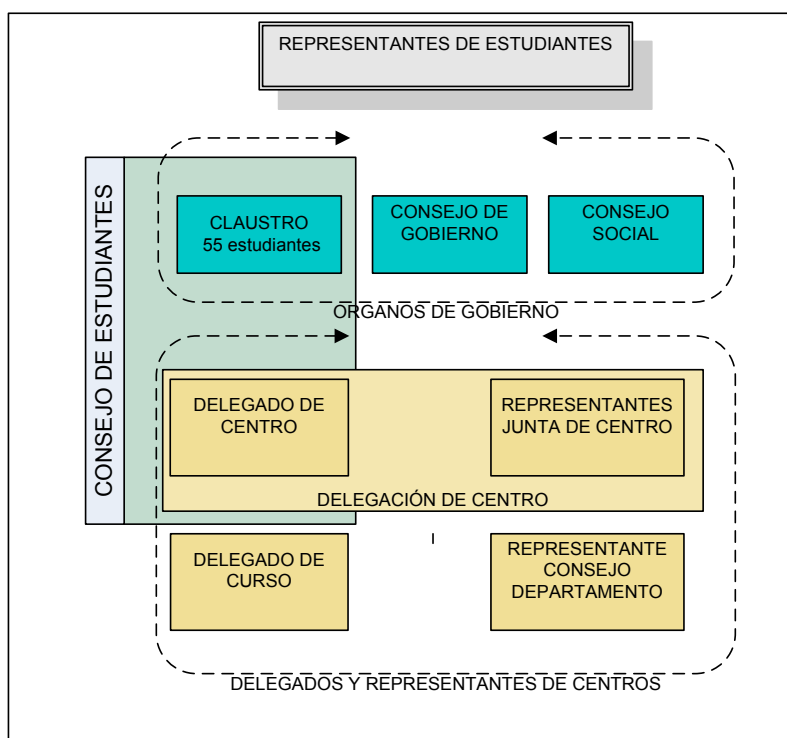 REPRESENTANTES DE ESTUDIANTES
CONSEJO DE ESTUDIANTES
CLAUSTRO
55 estudiantes
CONSEJO DE
GOBIERNO
CONSEJO
SOCIAL
ORGANOS DE GOBIERNO
DELEGADO DE
CENTRO
REPRESENTANTES
JUNTA DE CENTRO
DELEGACIÓN DE CENTRO
DELEGADO DE
CURSO
REPRESENTANTE
CONSEJO
DEPARTAMENTO
DELEGADOS Y REPRESENTANTES DE CENTROS